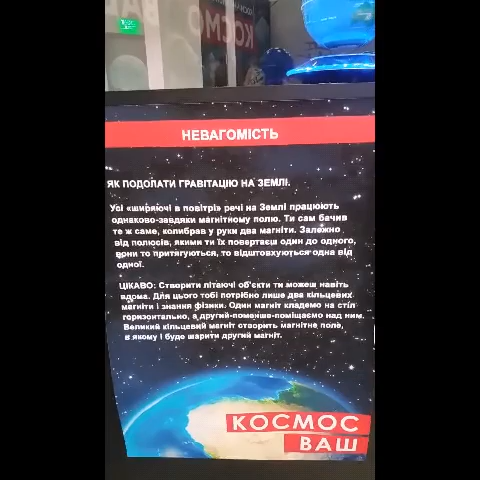 КОСМО
НЕВАГОМІСТЬ
ЯК ПОДОЛАТИ ГРАВІТАЦІЮ НА ЗЕМЛІ.
Усі «ширяючі в повітрі» речі на Землі працюють
однаково-завдяки магнітному полю. Ти сам бачив
те ж саме, колибрав у руки два магніти. Залежно
від полюсів, якими ти їх повертаєш один до одного,
вони то притягуються, то відштовхуються одна від
одної.
ЦІКАВО: Створити літаючі об'єкти ти можеш навіть
вдома. Для цього тобі потрібно лише два кільцевих
магніти і знання фізики. Один магніт кладемо на стіл
горизонтально, а другий-поменше-поміщаємо над ним.
Великий кільцевий магніт створить магнітне поле,
в якому і буде шарити другий магніт.
КОСМОС
ВАШ